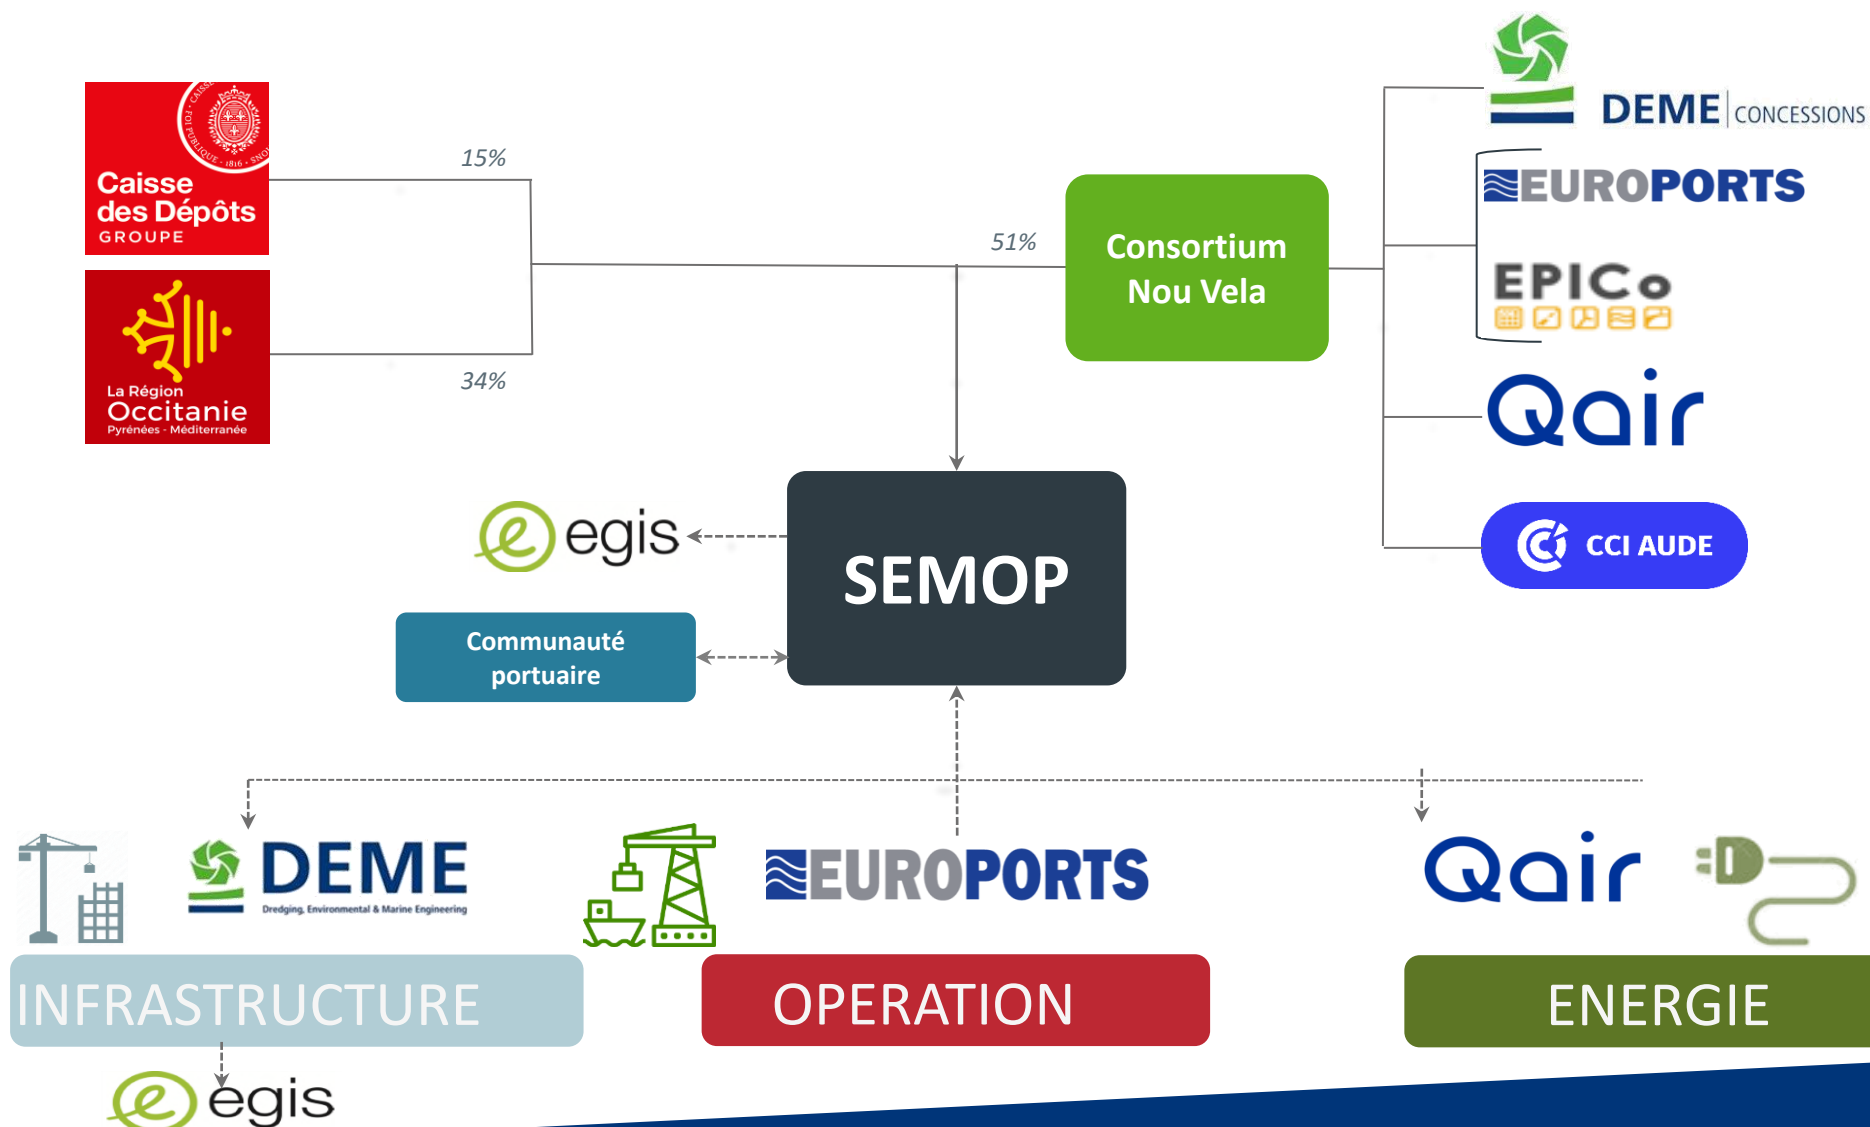 DEME CONCESSIONS
Caisse
des Dépôts
GROUPE
15%
EUROPORTS
51%
Consortium
Nou Vela
EPICo
La Région
Occitanie
Pyrénées - Méditerranée
34%
Qair
egis
SEMOP
CCI AUDE
Communauté
portuaire
DEME
Dredging, Environmental & Marine Engineering
EUROPORTS
Qair
INFRASTRUCTURE
OPERATION
ENERGIE
egis